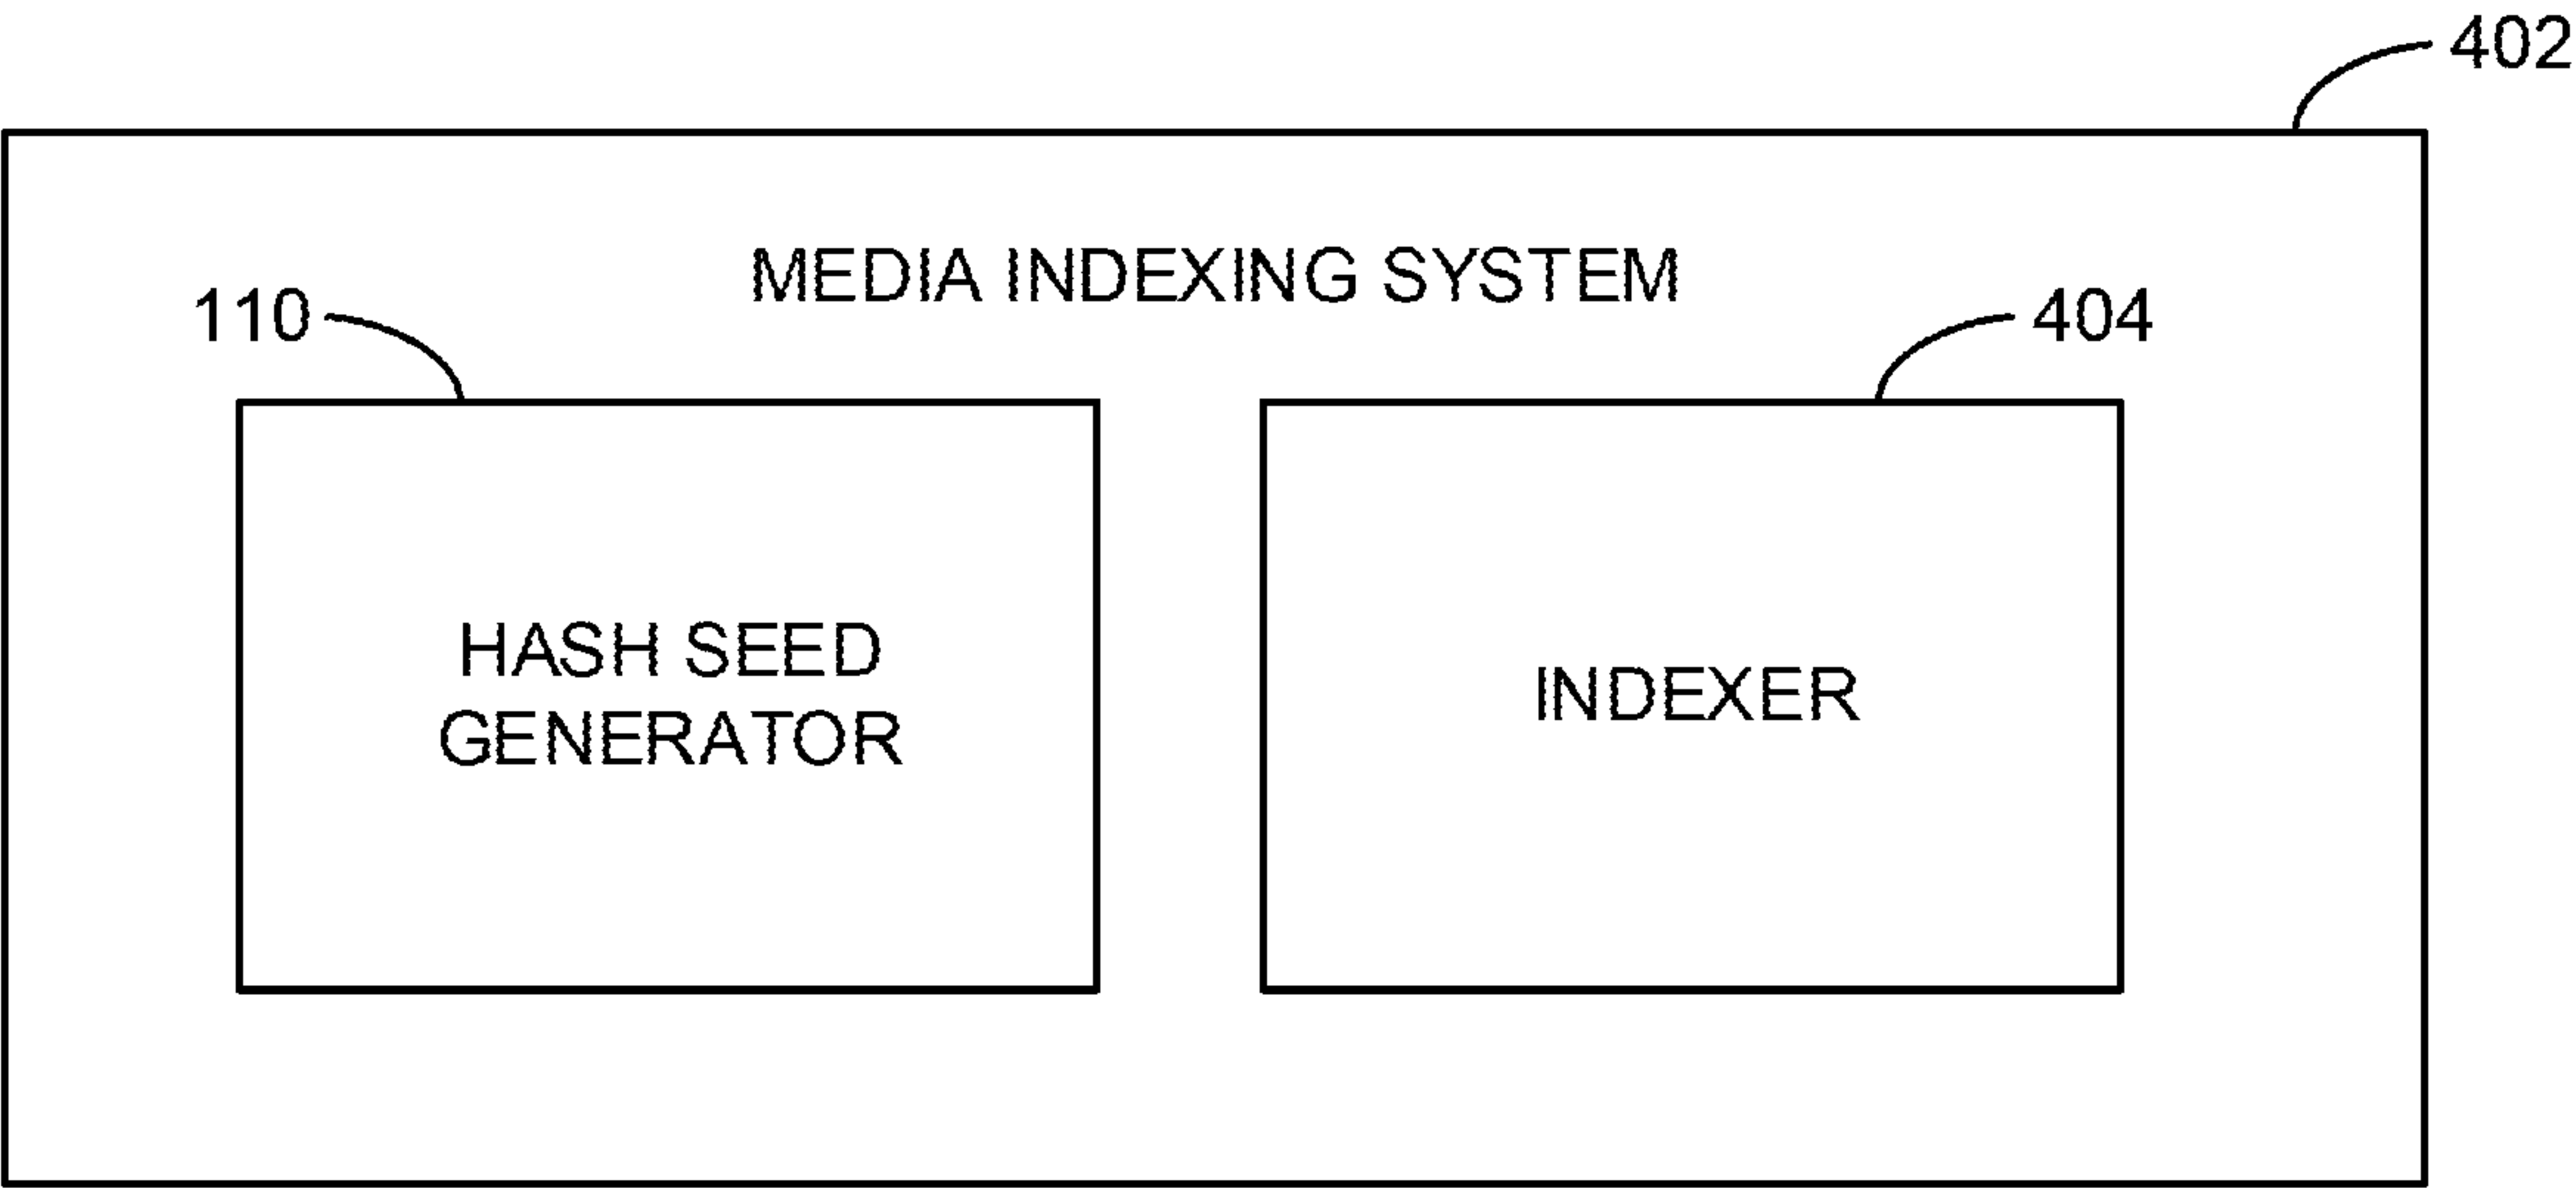 402
MEDIA INDEXING SYSTEM
110
404
HASH SEED
GENERATOR
INDEXER